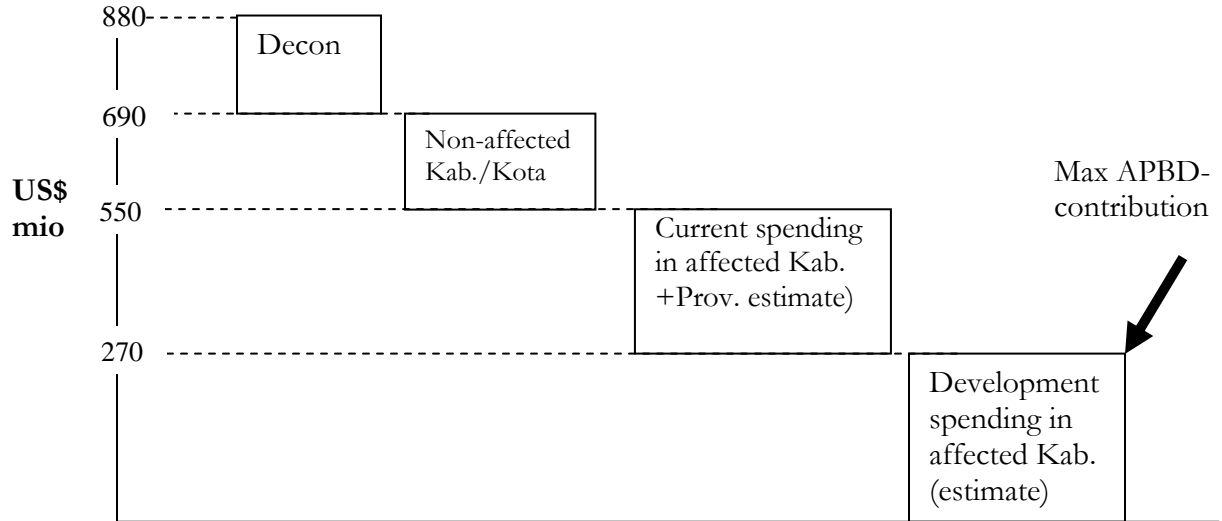 880
Decon
690
Non-affected
Kab./Kota
US$
mio
550
Max APBD-
contribution
Current spending
in affected Kab.
+Prov. estimate)
270
Development
spending in
affected Kab.
(estimate)